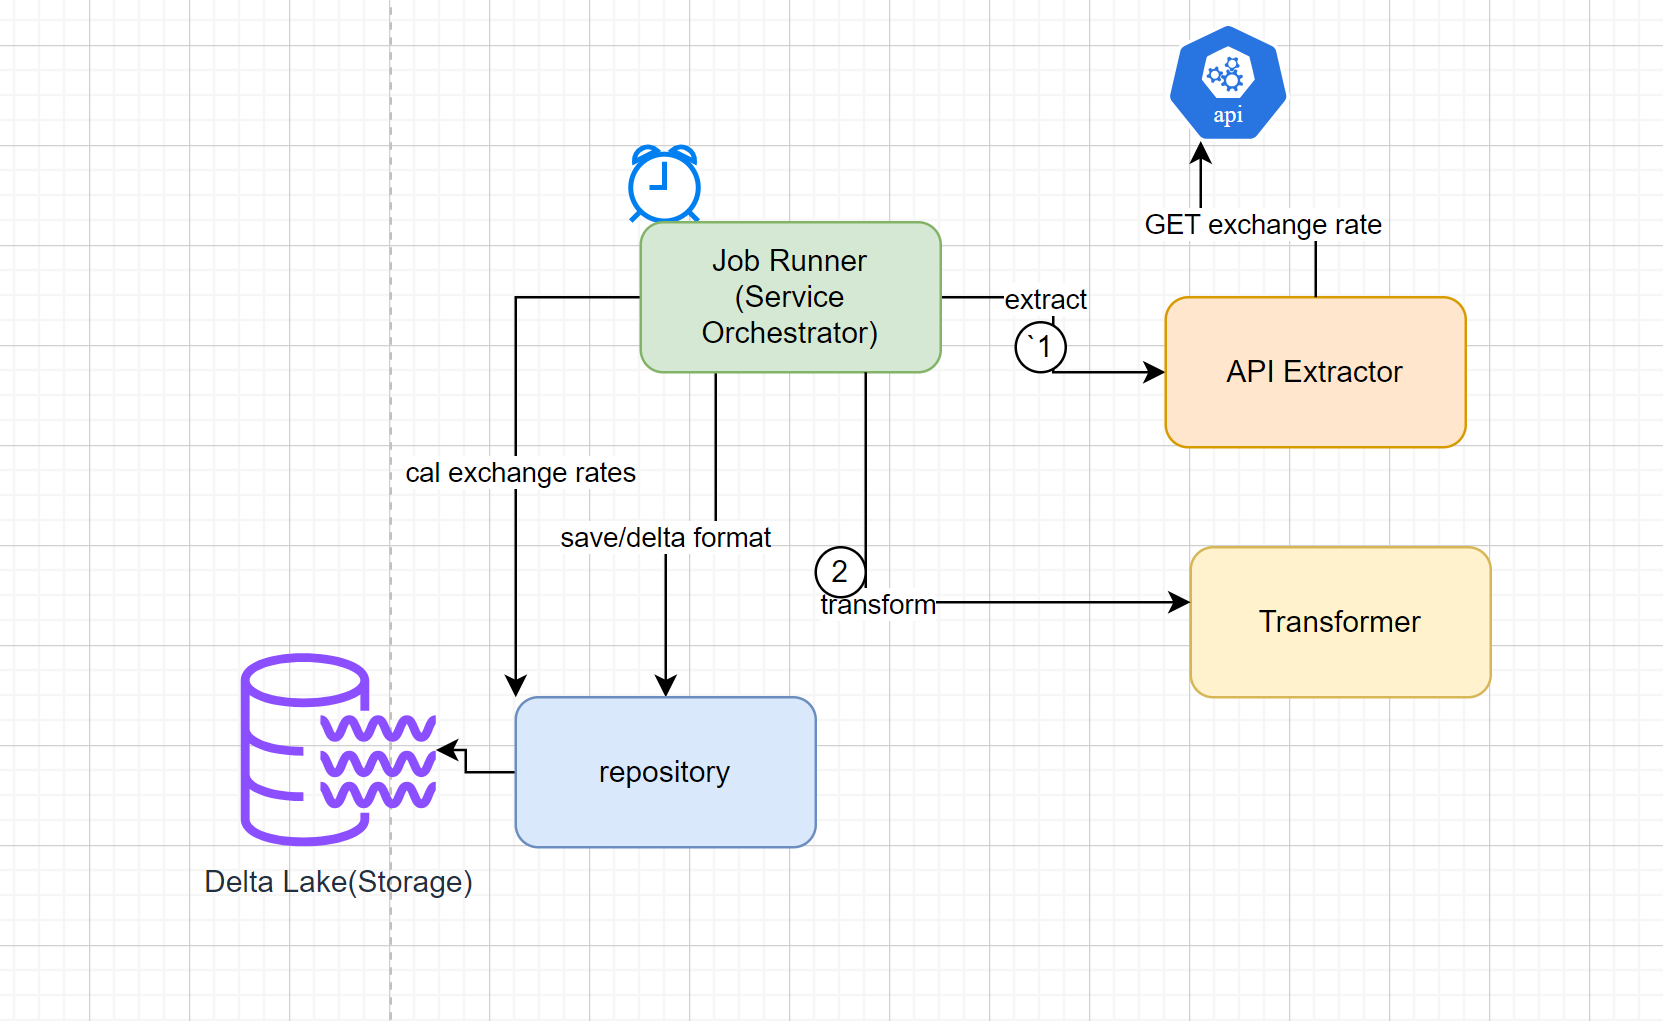 api
GET exchange rate
Job Runner
(Service
Orchestrator)
extract
`1
API Extractor
cal exchange rates
save/delta format
2
transform
Transformer
repository
Delta Lake(Storage)